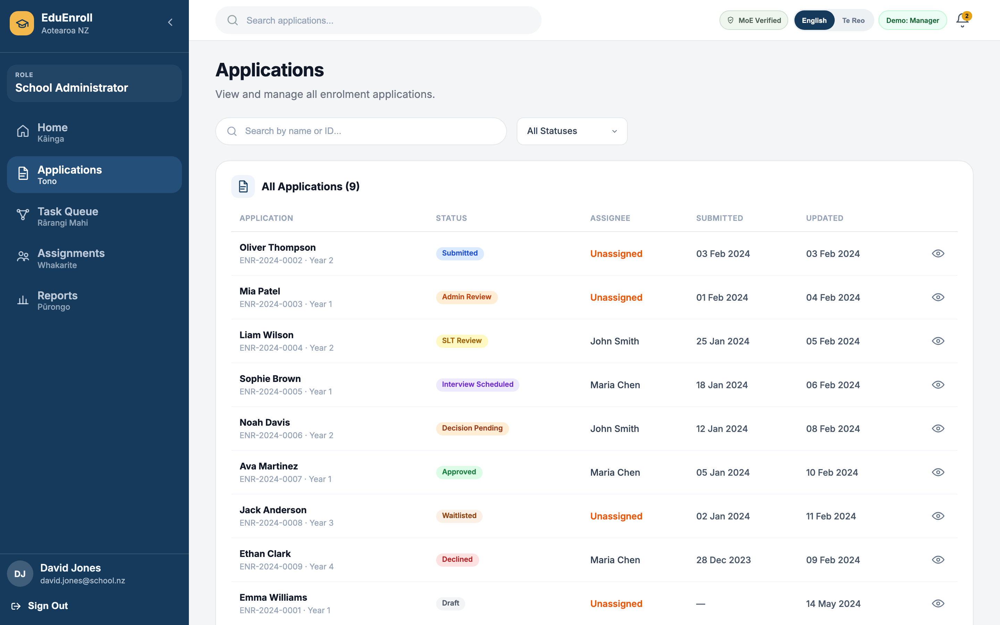 EduEnroll
Aotearoa NZ
ROLE
School Administrator
Home
Kāinga
Applications
Tono
Task Queue
Rārangi Mahi
Assignments
Whakarite
Reports
Pūrongo
DJ
David Jones
david.jones@school.nz
Sign Out
Search applications...
MoE Verified
English
Te Reo
Demo: Manager
2
Applications
View and manage all enrolment applications.
Search by name or ID...
All Statuses
All Applications (9)
APPLICATION STATUS ASSIGNEE SUBMITTED UPDATED
Oliver Thompson
ENR-2024-0002 · Year 2
Submitted
Unassigned
03 Feb 2024
03 Feb 2024
Mia Patel
ENR-2024-0003 · Year 1
Admin Review
Unassigned
01 Feb 2024
04 Feb 2024
Liam Wilson
ENR-2024-0004 · Year 2
SLT Review
John Smith
25 Jan 2024
05 Feb 2024
Sophie Brown
ENR-2024-0005 · Year 1
Interview Scheduled
Maria Chen
18 Jan 2024
06 Feb 2024
Noah Davis
ENR-2024-0006 · Year 2
Decision Pending
John Smith
12 Jan 2024
08 Feb 2024
Ava Martinez
ENR-2024-0007 · Year 1
Approved
Maria Chen
05 Jan 2024
10 Feb 2024
Jack Anderson
ENR-2024-0008 · Year 3
Waitlisted
Unassigned
02 Jan 2024
11 Feb 2024
Ethan Clark
ENR-2024-0009 · Year 4
Declined
Maria Chen
28 Dec 2023
09 Feb 2024
Emma Williams
ENR-2024-0001 · Year 1
Draft
Unassigned
—
14 May 2024